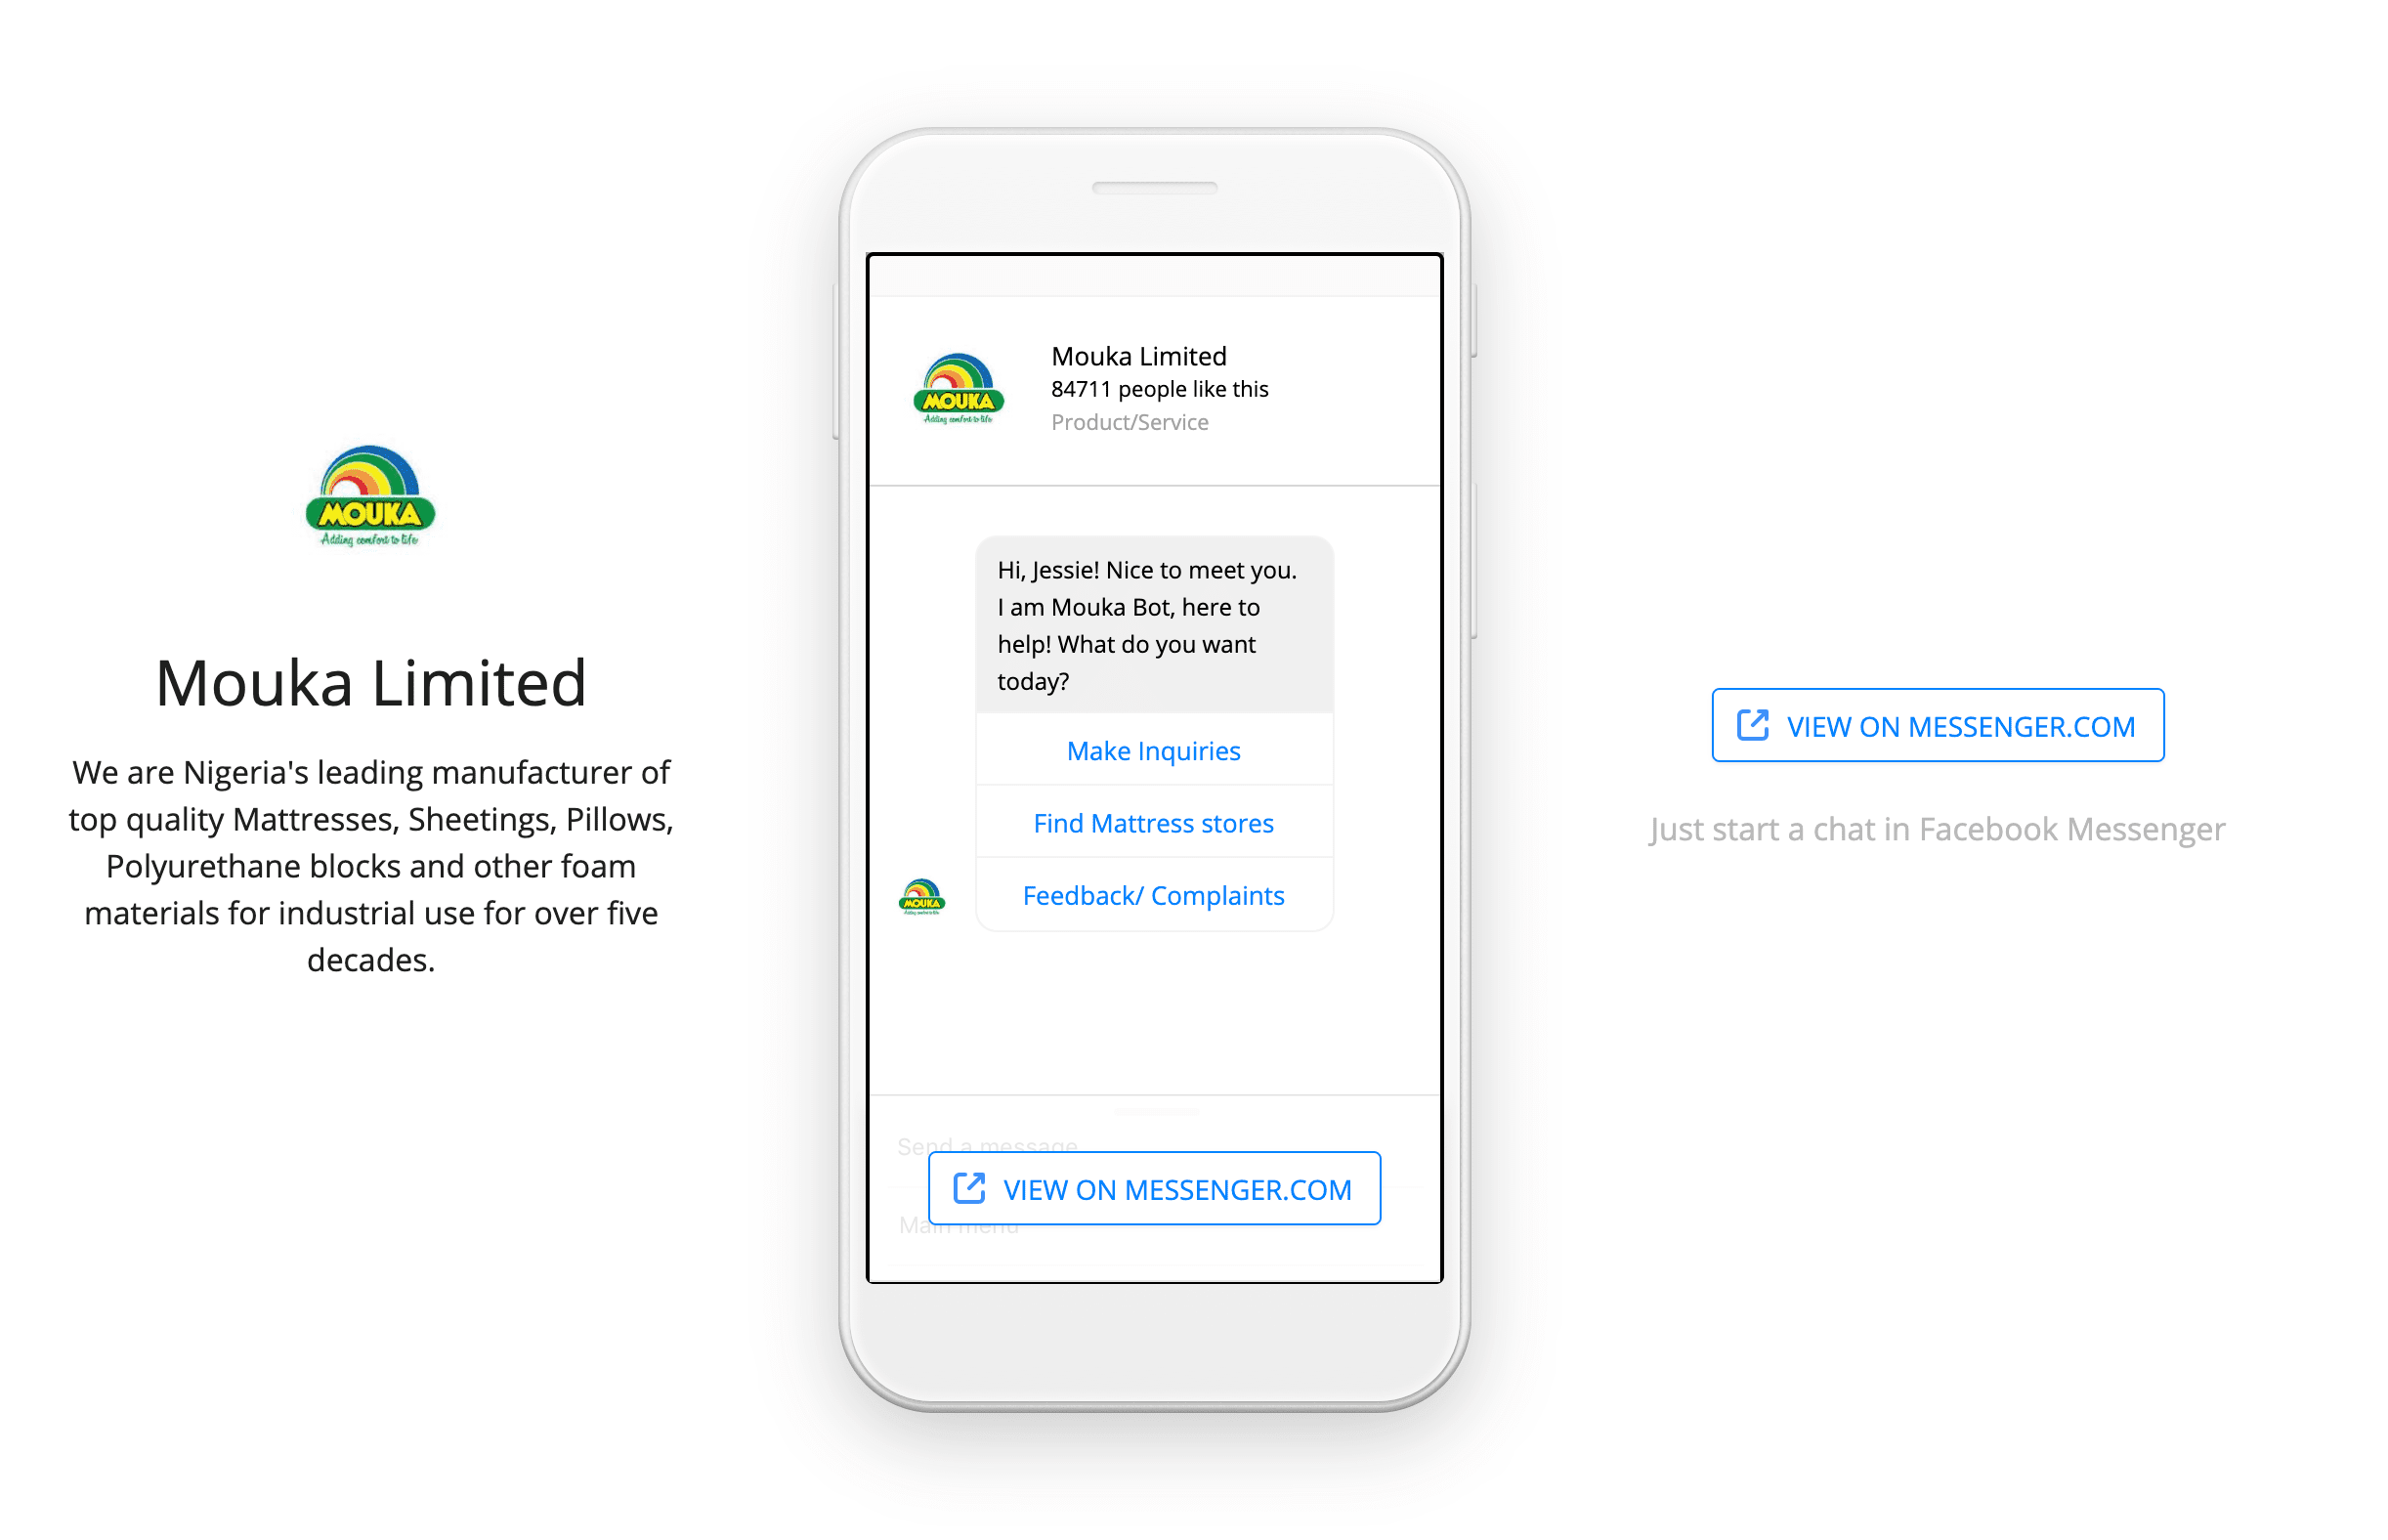 MOUKA
Adding comfort to life
Mouka Limited
We are Nigeria's leading manufacturer of
top quality Mattresses, Sheetings, Pillows,
Polyurethane blocks and other foam
materials for industrial use for over five
decades.
MOUKA
Adding comfort to life
Mouka Limited
84711 people like this
Product/Service
Hi, Jessie! Nice to meet you.
I am Mouka Bot, here to
help! What do you want
today?
Make Inquiries
Find Mattress stores
Feedback/ Complaints
MOUKA
Adding comfort to life
Send a message
VIEW ON MESSENGER.COM
Main menu
VIEW ON MESSENGER.COM
Just start a chat in Facebook Messenger